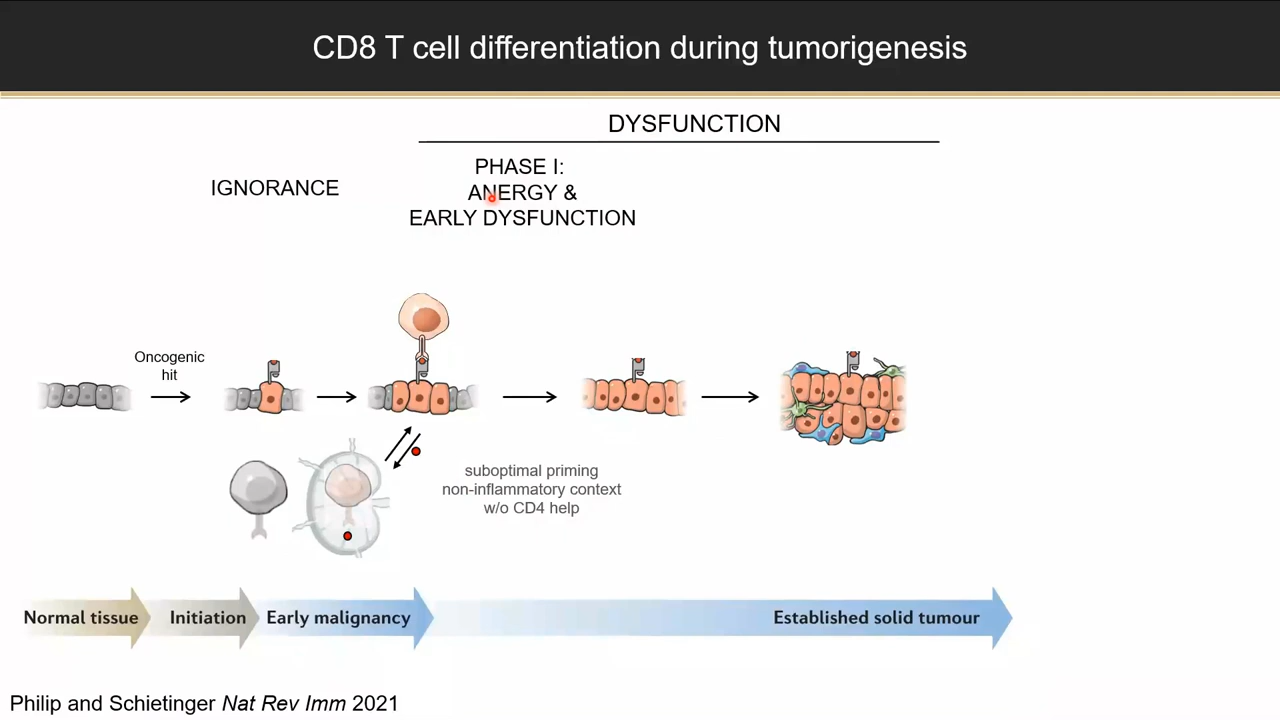 CD8 T cell differentiation during tumorigenesis
DYSFUNCTION
IGNORANCE
PHASE I:
ANERGY &
EARLY DYSFUNCTION
Oncogenic
hit
suboptimal priming
non-inflammatory context
w/o CD4 help
Normal tissue
Initiation
Early malignancy
Established solid tumour
Philip and Schietinger Nat Rev Imm 2021